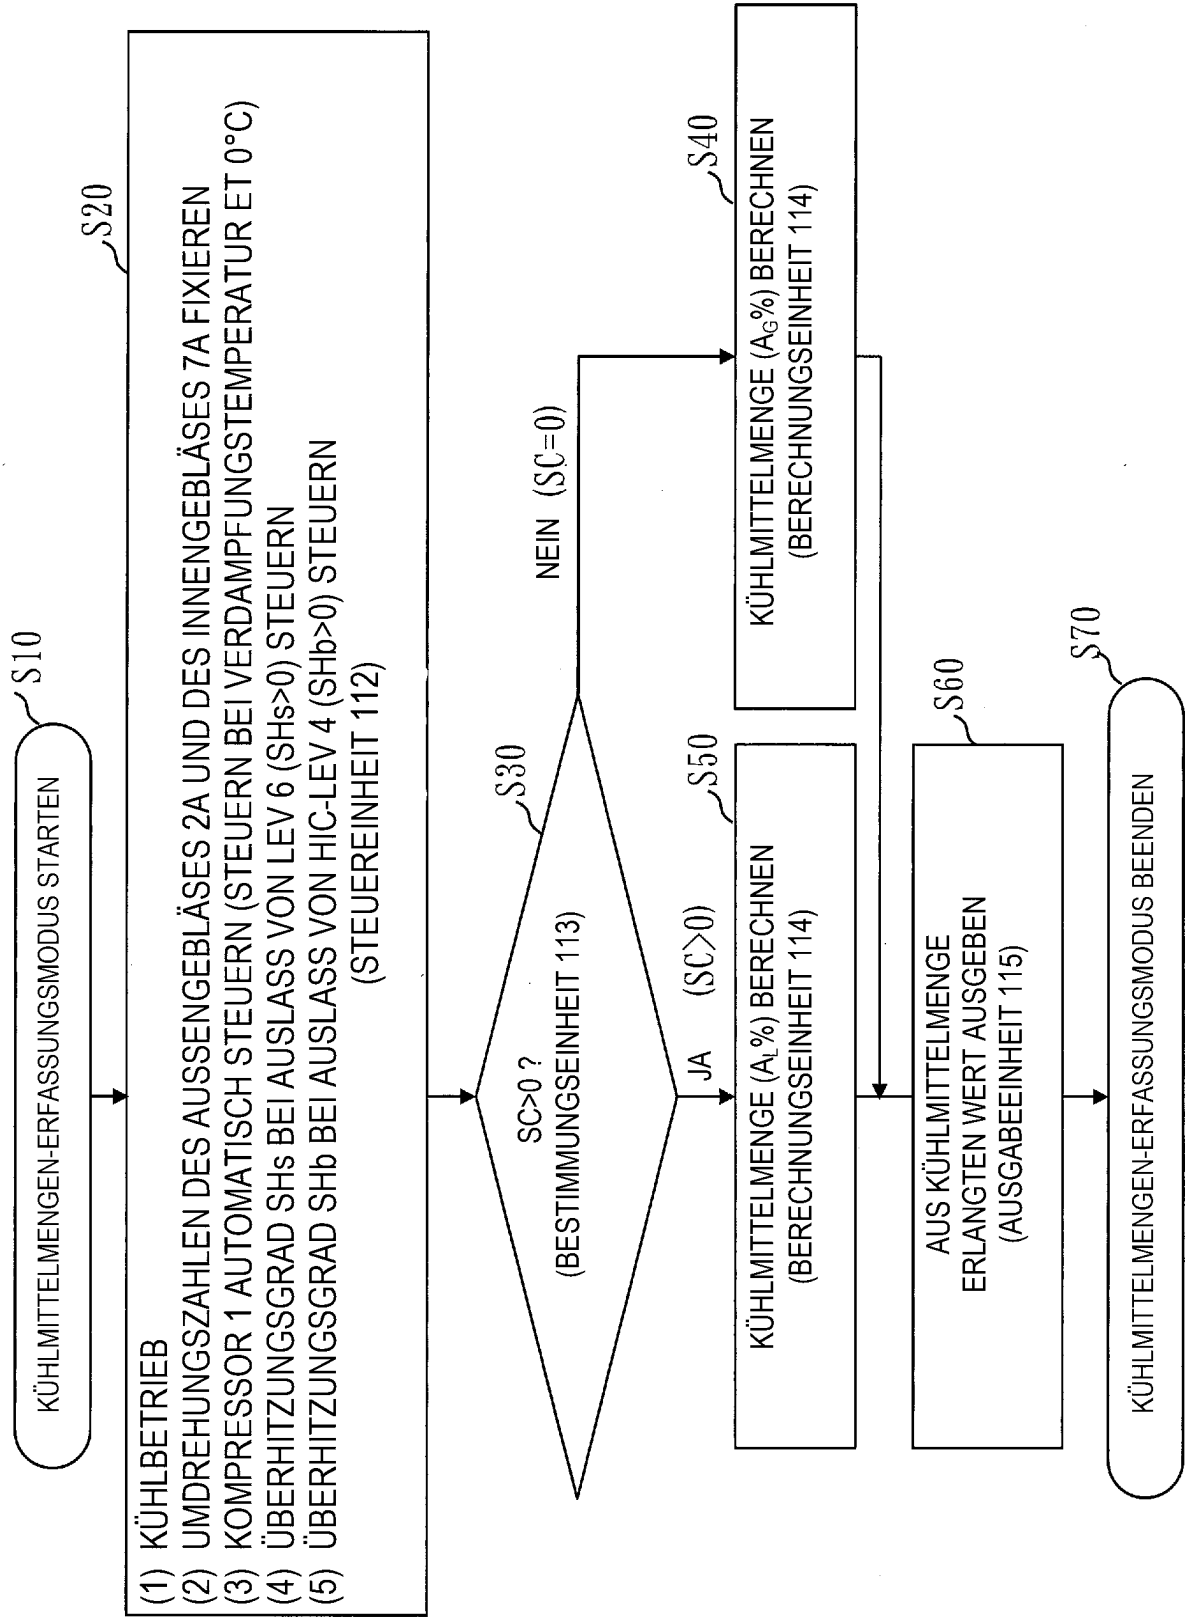 S10
KÜHLMITTELMENGEN-ERFASSUNGSMODUS STARTEN
S20
(1) KÜHLBETRIEB
(2) UMDREHUNGSZAHLEN DES AUSSENGEBLÄSES 2A UND DES INNENGEBLÄSES 7A FIXIEREN
(3) KOMPRESSOR 1 AUTOMATISCH STEUERN (STEUERN BEI VERDAMPFUNGSTEMPERATUR ET 0°C)
(4) ÜBERHITZUNGSGRAD SHs BEI AUSLASS VON LEV 6 (SHs>0) STEUERN
(5) ÜBERHITZUNGSGRAD SHb BEI AUSLASS VON HIC-LEV 4 (SHb>0) STEUERN
(STEUEREINHEIT 112)
S30
SC>0 ?
(BESTIMMUNGSEINHEIT 113)
NEIN (SC=0)
JA (SC>0)
S50
KÜHLMITTELMENGE (AL%) BERECHNEN
(BERECHNUNGSEINHEIT 114)
S40
KÜHLMITTELMENGE (AG%) BERECHNEN
(BERECHNUNGSEINHEIT 114)
S60
AUS KÜHLMITTELMENGE
ERLANGTEN WERT AUSGEBEN
(AUSGABEEINHEIT 115)
S70
KÜHLMITTELMENGEN-ERFASSUNGSMODUS BEENDEN